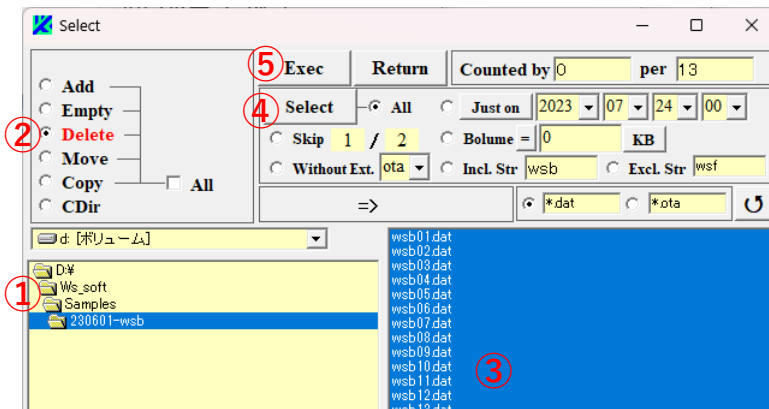 Select
⑤ Exec Return Counted by 0 per 13
Add
Empty
② Delete
Move
Copy All
CDir
④ Select All Just on 2023 07 24 00
Skip 1 / 2 Bolume = 0 KB
Without Ext. ota Incl. Str wsb Excl. Str wsf
=> *.dat *.ota ↺
d: [ボリューム]
D:¥
① Ws_soft
Samples
230601-wsb
wsb01.dat
wsb02.dat
wsb03.dat
wsb04.dat
wsb05.dat
wsb06.dat
wsb07.dat
wsb08.dat
wsb09.dat
wsb10.dat
wsb11.dat
wsb12.dat
wsb13.dat
③